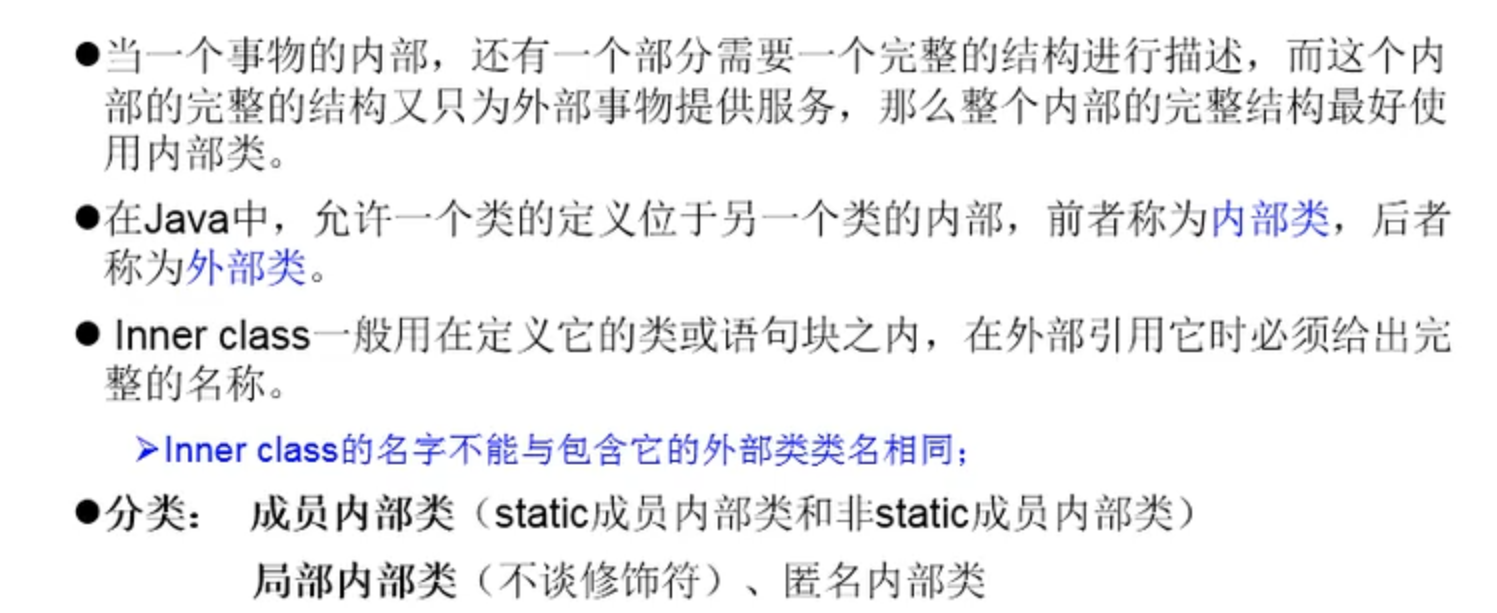 ●当一个事物的内部，还有一个部分需要一个完整的结构进行描述，而这个内
部的完整的结构又只为外部事物提供服务，那么整个内部的完整结构最好使
用内部类。
●在Java中，允许一个类的定义位于另一个类的内部，前者称为内部类，后者
称为外部类。
● Inner class一般用在定义它的类或语句块之内，在外部引用它时必须给出完
整的名称。
➢Inner class的名字不能与包含它的外部类类名相同；
●分类： 成员内部类（static成员内部类和非static成员内部类）
局部内部类（不谈修饰符）、匿名内部类